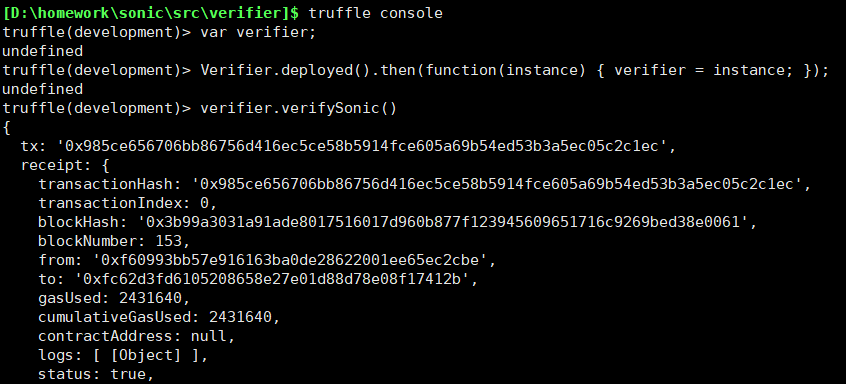 [D:\homework\sonic\src\verifier]$ truffle console
truffle(development)> var verifier;
undefined
truffle(development)> Verifier.deployed().then(function(instance) { verifier = instance; });
undefined
truffle(development)> verifier.verifySonic()
{
  tx: '0x985ce656706bb86756d416ec5ce58b5914fce605a69b54ed53b3a5ec05c2c1ec',
  receipt: {
    transactionHash: '0x985ce656706bb86756d416ec5ce58b5914fce605a69b54ed53b3a5ec05c2c1ec',
    transactionIndex: 0,
    blockHash: '0x3b99a3031a91ade8017516017d960b877f123945609651716c9269bed38e0061',
    blockNumber: 153,
    from: '0xf60993bb57e916163ba0de28622001ee65ec2cbe',
    to: '0xfc62d3fd6105208658e27e01d88d78e08f17412b',
    gasUsed: 2431640,
    cumulativeGasUsed: 2431640,
    contractAddress: null,
    logs: [ [Object] ],
    status: true,